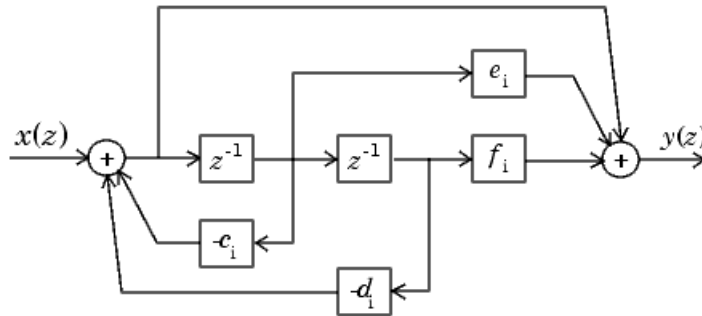 e_i
x(z)
+
z^-1
z^-1
f_i
+
y(z)
-c_i
-d_i